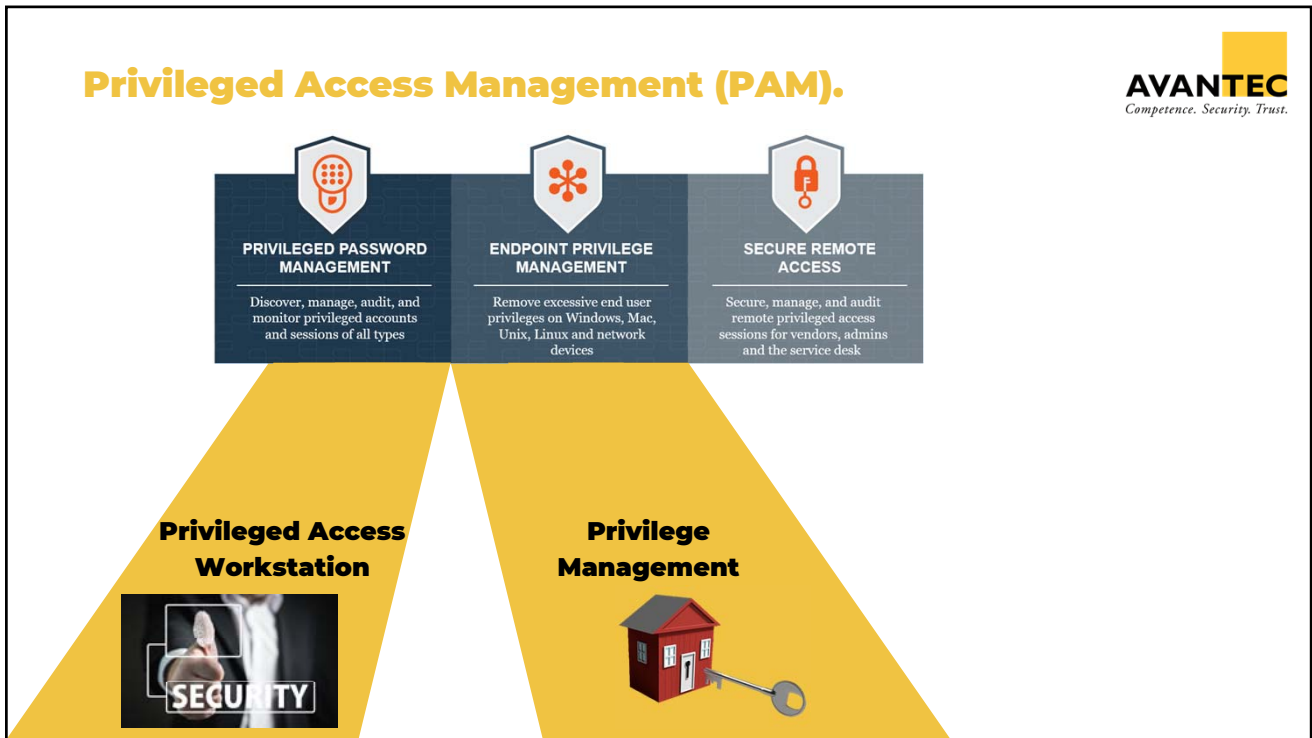 Privileged Access Management (PAM).
AVANTEC
Competence. Security. Trust.
PRIVILEGED PASSWORD
MANAGEMENT
Discover, manage, audit, and
monitor privileged accounts
and sessions of all types
ENDPOINT PRIVILEGE
MANAGEMENT
Remove excessive end user
privileges on Windows, Mac,
Unix, Linux and network
devices
SECURE REMOTE
ACCESS
Secure, manage, and audit
remote privileged access
sessions for vendors, admins
and the service desk
Privileged Access
Workstation
SECURITY
Privilege
Management